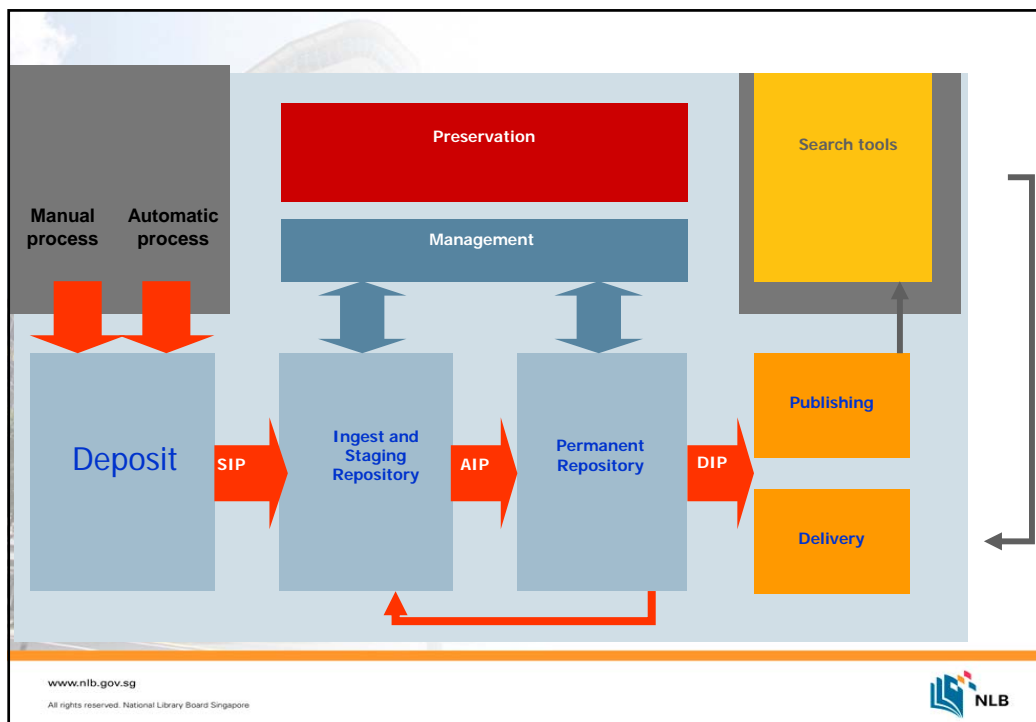 Preservation
Search tools
Manual
process
Automatic
process
Management
Deposit
SIP
Ingest and
Staging
Repository
AIP
Permanent
Repository
DIP
Publishing
Delivery
www.nlb.gov.sg
All rights reserved. National Library Board Singapore
NLB